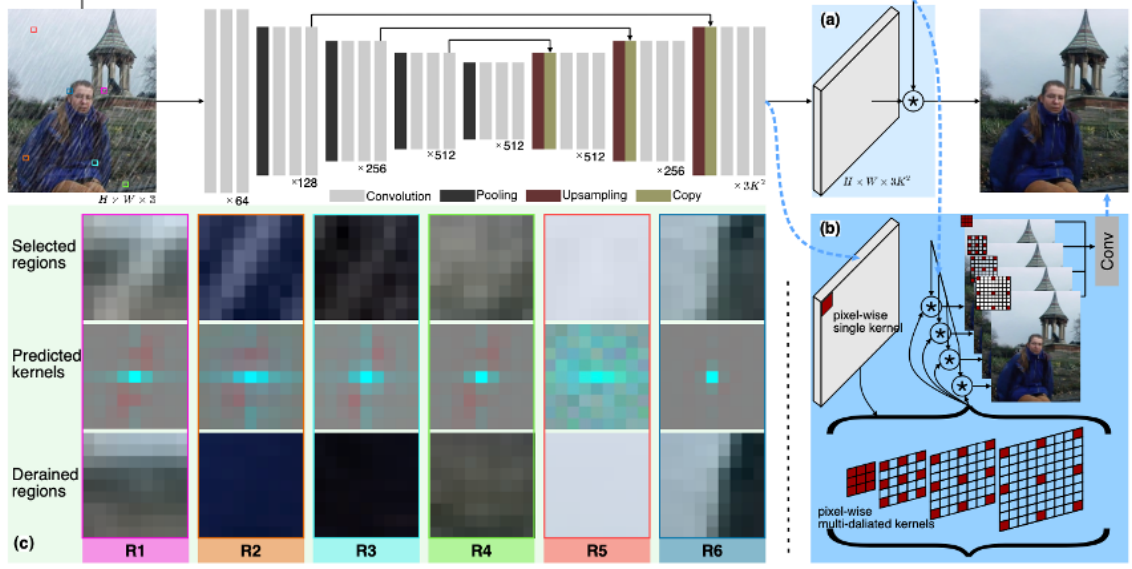 (a)
H × W × 3
×64
×128
×256
×512
×512
×512
×256
×3K²
H × W × 3K²
Convolution
Pooling
Upsampling
Copy
Selected
regions
Predicted
kernels
Derained
regions
(c)
R1
R2
R3
R4
R5
R6
(b)
Conv
pixel-wise
single kernel
pixel-wise
multi-daliated kernels